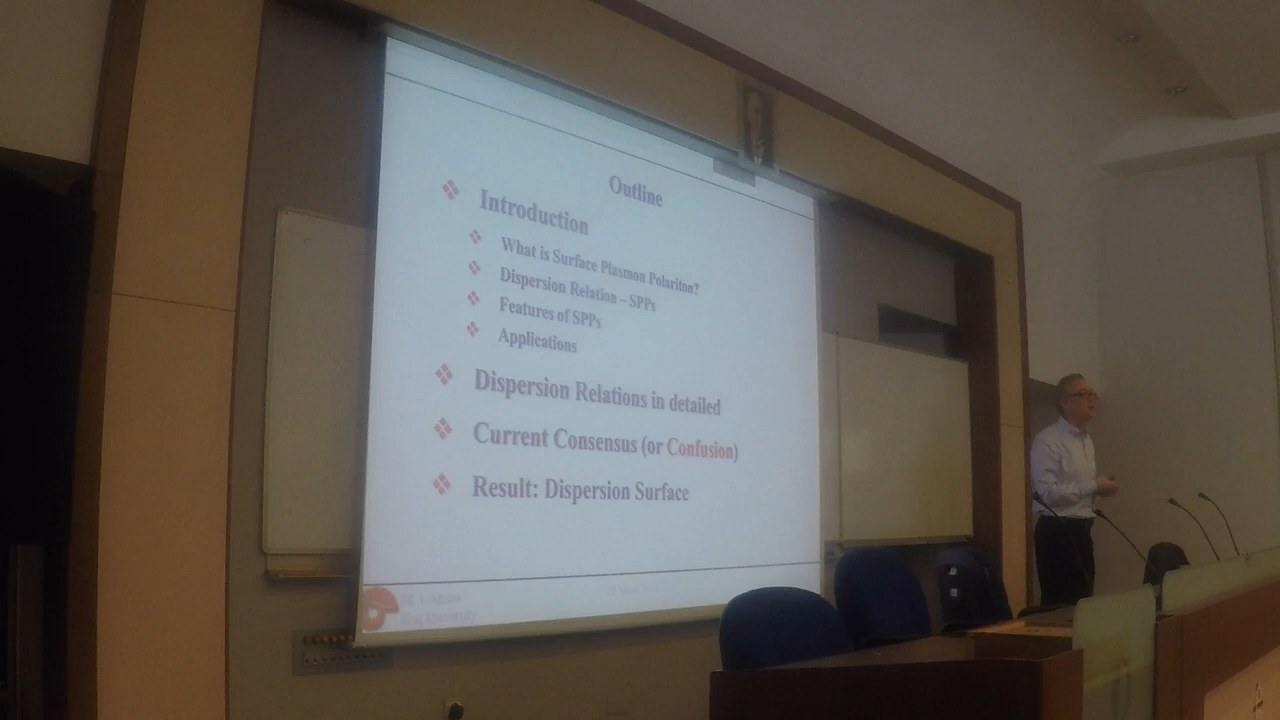 Outline
Introduction
What is Surface Plasmon Polariton?
Dispersion Relation – SPPs
Features of SPPs
Applications
Dispersion Relations in detailed
Current Consensus (or Confusion)
Result: Dispersion Surface
University